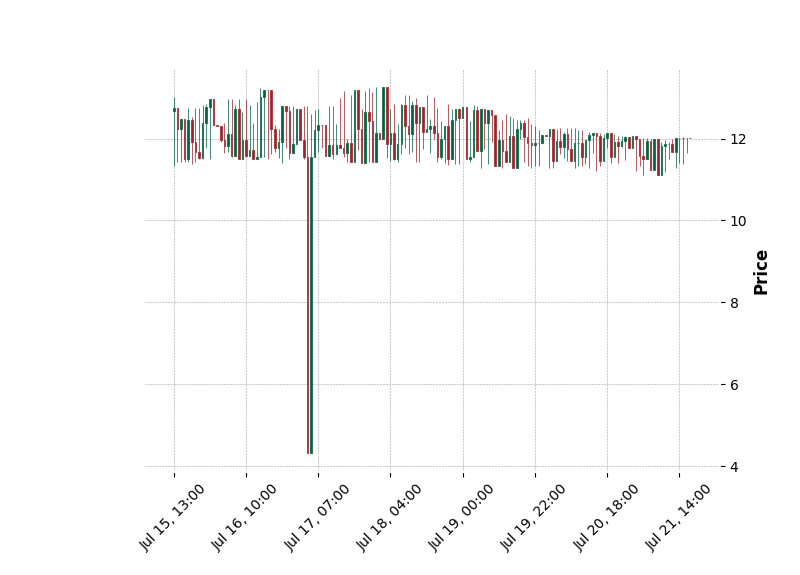 12
10
8
6
4
Price
Jul 15, 13:00
Jul 16, 10:00
Jul 17, 07:00
Jul 18, 04:00
Jul 19, 00:00
Jul 19, 22:00
Jul 20, 18:00
Jul 21, 14:00